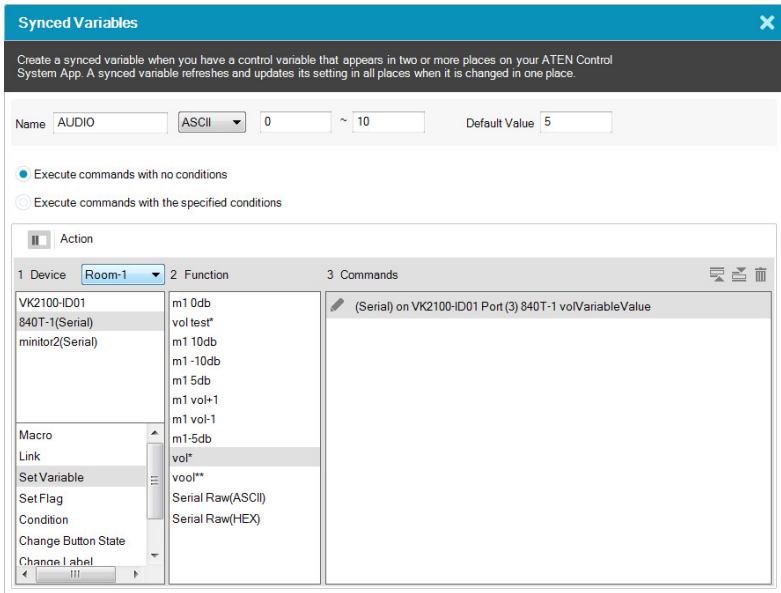 Synced Variables
Create a synced variable when you have a control variable that appears in two or more places on your ATEN Control
System App. A synced variable refreshes and updates its setting in all places when it is changed in one place.
Name AUDIO ASCII 0 ~ 10 Default Value 5
Execute commands with no conditions
Execute commands with the specified conditions
Action
1 Device Room-1 2 Function 3 Commands
VK2100-ID01
840T-1(Serial)
minitor2(Serial)
Macro
Link
Set Variable
Set Flag
Condition
Change Button State
Change Label
m1 0db
vol test*
m1 10db
m1 -10db
m1 5db
m1 vol+1
m1 vol-1
m1-5db
vol*
vool**
Serial Raw(ASCII)
Serial Raw(HEX)
(Serial) on VK2100-ID01 Port (3) 840T-1 volVariableValue